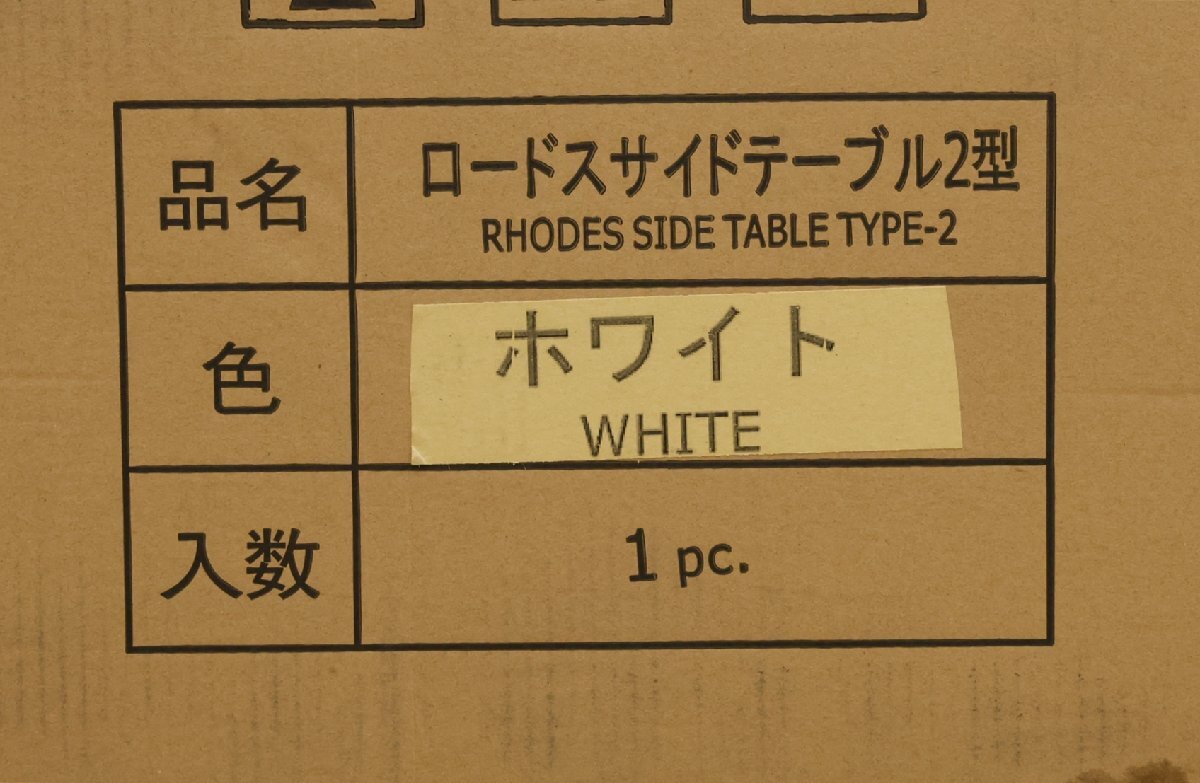 品名
ロードスサイドテーブル2型
RHODES SIDE TABLE TYPE-2
色
ホワイト
WHITE
入数
1 pc.